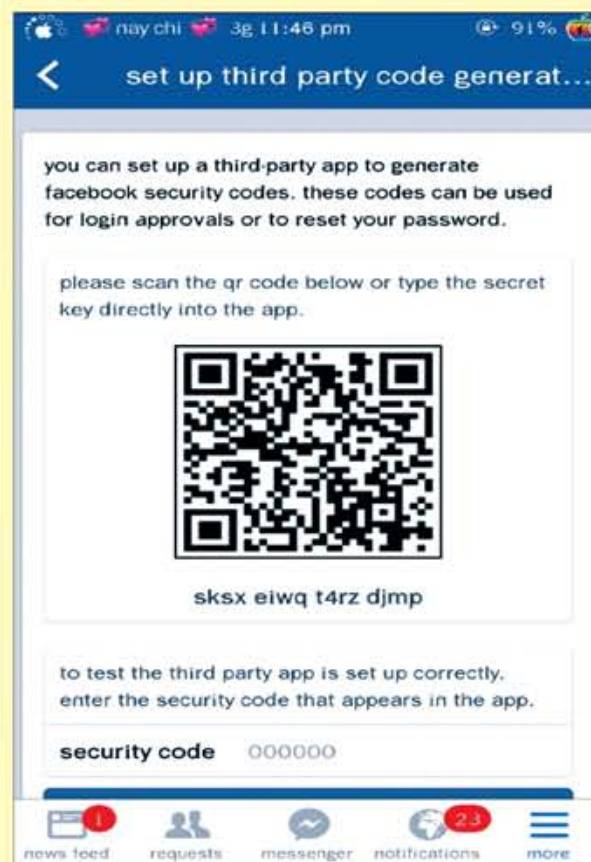 nay chi 3g 11:46 pm 91%
set up third party code generat...
you can set up a third-party app to generate
facebook security codes. these codes can be used
for login approvals or to reset your password.
please scan the qr code below or type the secret
key directly into the app.
sksx eiwq t4rz djmp
to test the third party app is set up correctly.
enter the security code that appears in the app.
security code 000000
1 23
news feed requests messenger notifications more